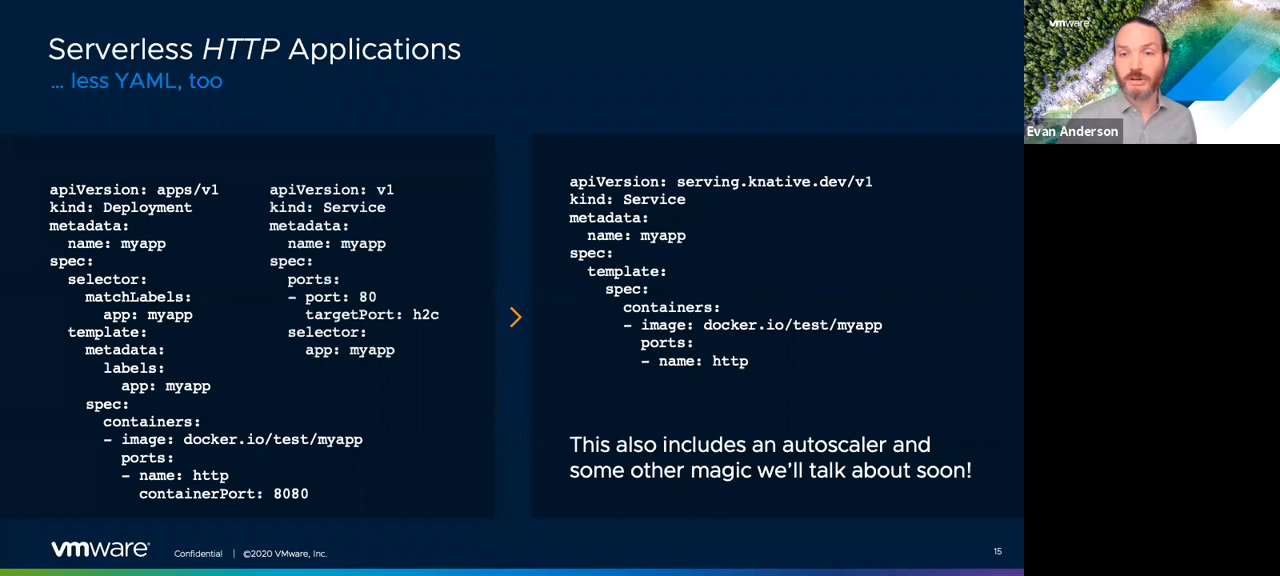 Serverless HTTP Applications
... less YAML, too
apiVersion: apps/v1
kind: Deployment
metadata:
  name: myapp
spec:
  selector:
    matchLabels:
      app: myapp
  template:
    metadata:
      labels:
        app: myapp
    spec:
      containers:
      - image: docker.io/test/myapp
        ports:
        - name: http
          containerPort: 8080
apiVersion: v1
kind: Service
metadata:
  name: myapp
spec:
  ports:
  - port: 80
    targetPort: h2c
  selector:
    app: myapp
apiVersion: serving.knative.dev/v1
kind: Service
metadata:
  name: myapp
spec:
  template:
    spec:
      containers:
      - image: docker.io/test/myapp
        ports:
        - name: http
This also includes an autoscaler and
some other magic we'll talk about soon!
vmware
Confidential | ©2020 VMware, Inc.
15
vmware
Evan Anderson